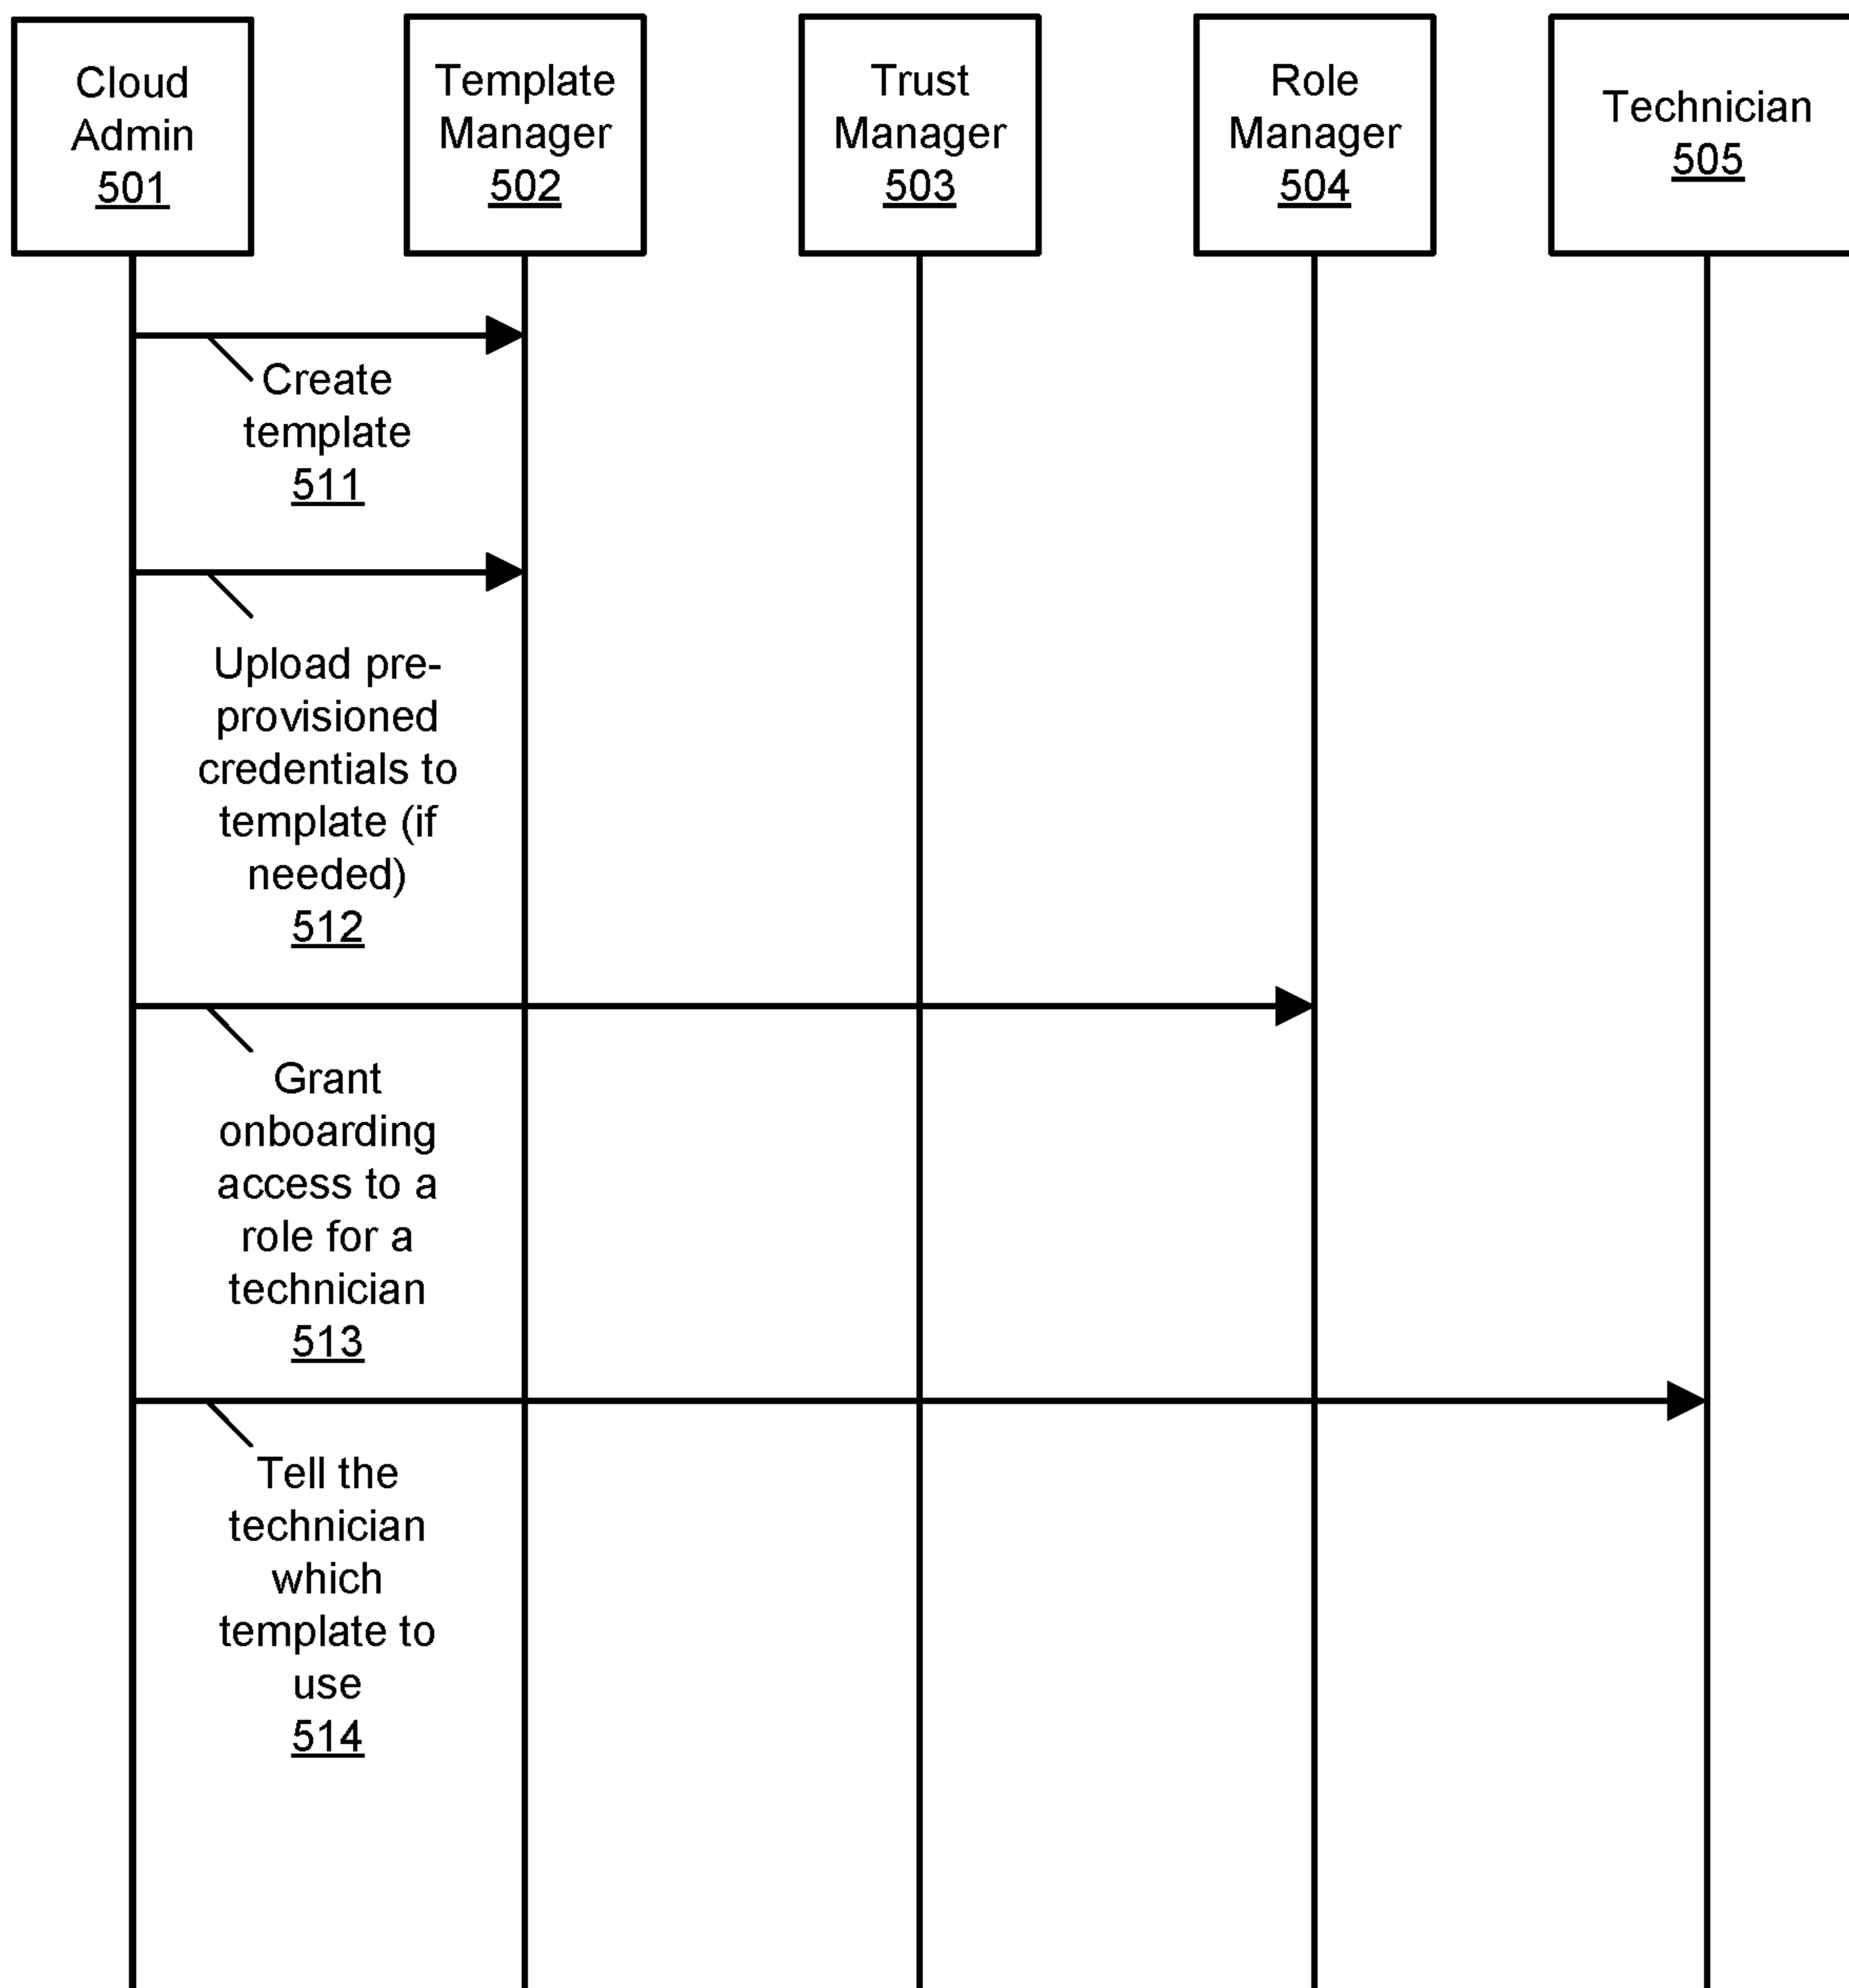 Cloud
Admin
501
Template
Manager
502
Trust
Manager
503
Role
Manager
504
Technician
505
Create
template
511
Upload pre-
provisioned
credentials to
template (if
needed)
512
Grant
onboarding
access to a
role for a
technician
513
Tell the
technician
which
template to
use
514